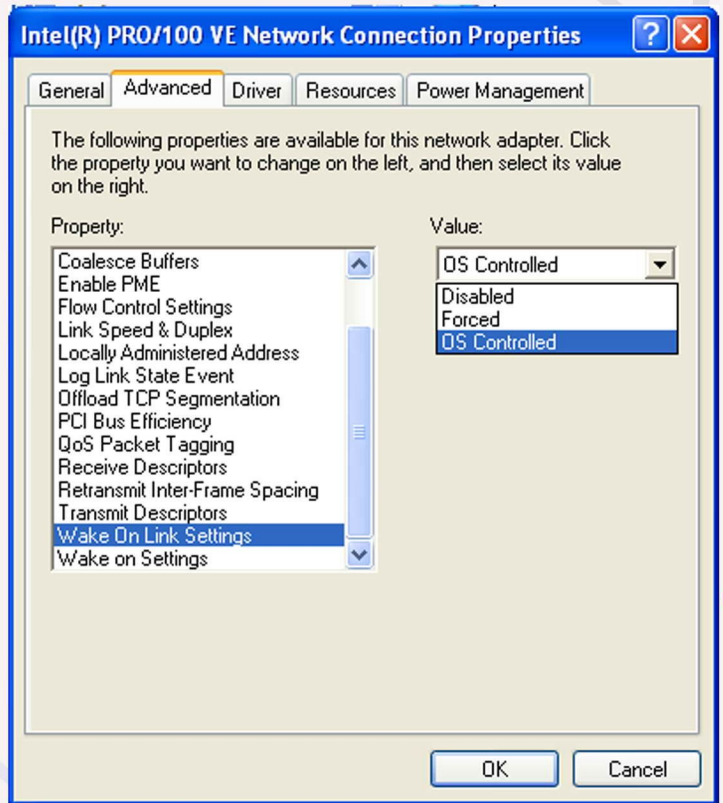 Intel(R) PRO/100 VE Network Connection Properties
General Advanced Driver Resources Power Management
The following properties are available for this network adapter. Click
the property you want to change on the left, and then select its value
on the right.
Property:
Coalesce Buffers
Enable PME
Flow Control Settings
Link Speed & Duplex
Locally Administered Address
Log Link State Event
Offload TCP Segmentation
PCI Bus Efficiency
QoS Packet Tagging
Receive Descriptors
Retransmit Inter-Frame Spacing
Transmit Descriptors
Wake On Link Settings
Wake on Settings
Value:
OS Controlled
Disabled
Forced
OS Controlled
OK Cancel